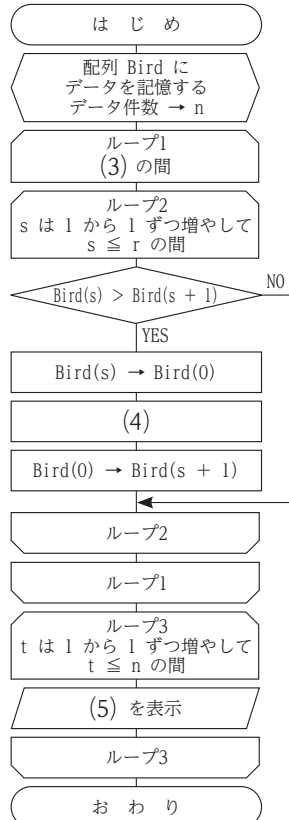 は じ め
配列 Bird に
データを記憶する
データ件数 → n
ループ1
(3) の間
ループ2
s は 1 から 1 ずつ増やして
s ≦ r の間
Bird(s) > Bird(s + 1)
NO
YES
Bird(s) → Bird(0)
(4)
Bird(0) → Bird(s + 1)
ループ2
ループ1
ループ3
t は 1 から 1 ずつ増やして
t ≦ n の間
(5) を表示
ループ3
お わ り